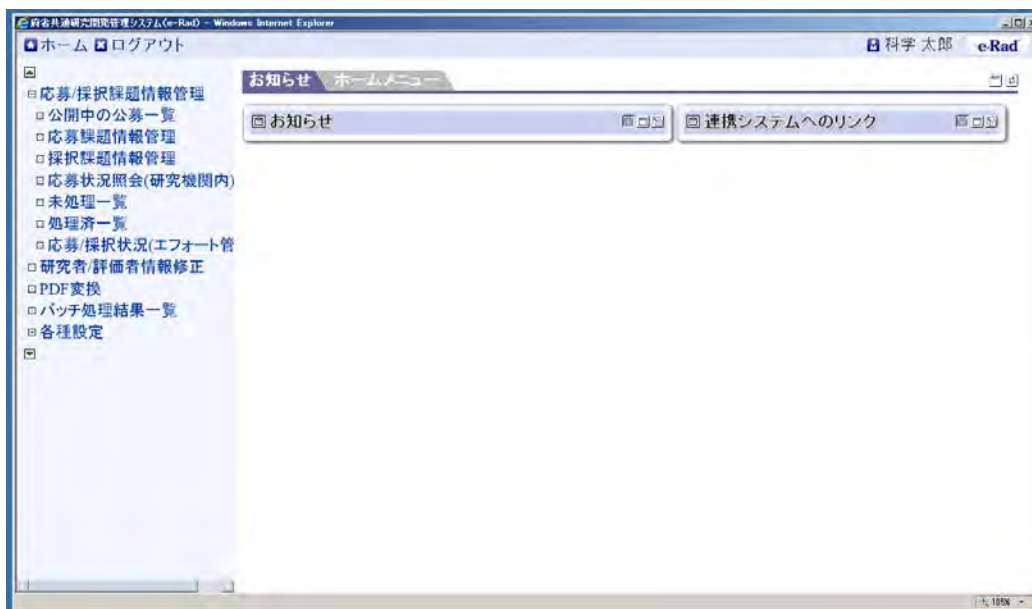 府省共通研究開発管理システム(e-Rad) - Windows Internet Explorer
ホーム ログアウト 科学 太郎 e-Rad
お知らせ ホームメニュー
応募/採択課題情報管理
公開中の公募一覧
応募課題情報管理
採択課題情報管理
応募状況照会(研究機関内)
未処理一覧
処理済一覧
応募/採択状況(エフォート管
研究者/評価者情報修正
PDF変換
バッチ処理結果一覧
各種設定
お知らせ
連携システムへのリンク
105%